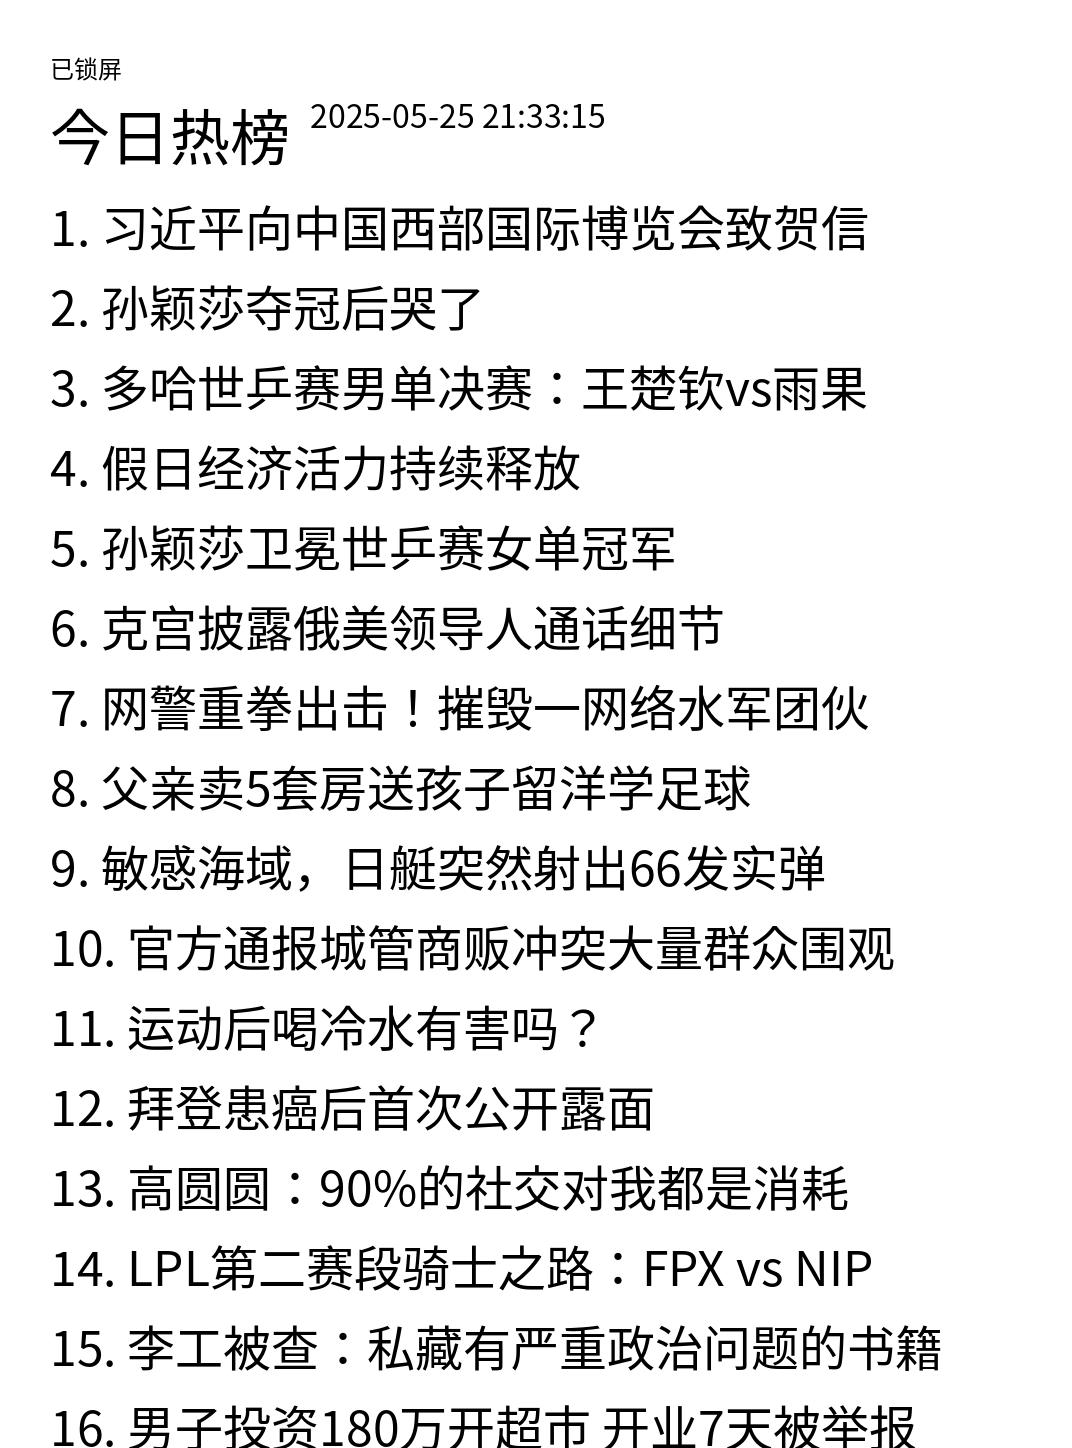 已锁屏
今日热榜 2025-05-25 21:33:15
1. 习近平向中国西部国际博览会致贺信
2. 孙颖莎夺冠后哭了
3. 多哈世乒赛男单决赛：王楚钦vs雨果
4. 假日经济活力持续释放
5. 孙颖莎卫冕世乒赛女单冠军
6. 克宫披露俄美领导人通话细节
7. 网警重拳出击！摧毁一网络水军团伙
8. 父亲卖5套房送孩子留洋学足球
9. 敏感海域，日艇突然射出66发实弹
10. 官方通报城管商贩冲突大量群众围观
11. 运动后喝冷水有害吗？
12. 拜登患癌后首次公开露面
13. 高圆圆：90%的社交对我都是消耗
14. LPL第二赛段骑士之路：FPX vs NIP
15. 李工被查：私藏有严重政治问题的书籍
16. 男子投资180万开超市 开业7天被举报